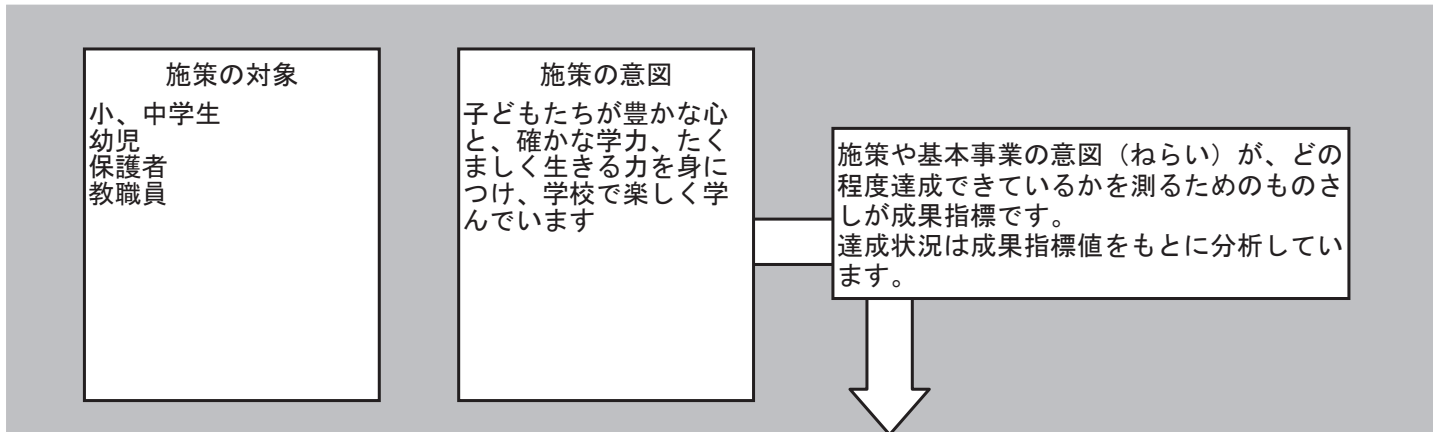 施策の対象
小、中学生
幼児
保護者
教職員
施策の意図
子どもたちが豊かな心
と、確かな学力、たく
ましく生きる力を身に
つけ、学校で楽しく学
んでいます
施策や基本事業の意図（ねらい）が、どの
程度達成できているかを測るためのものさ
しが成果指標です。
達成状況は成果指標値をもとに分析してい
ます。